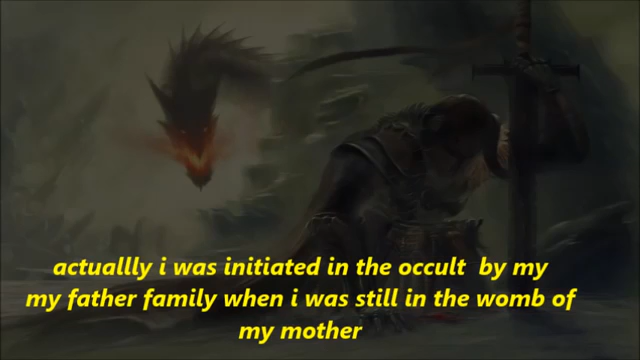 actuallly i was initiated in the occult by my
my father family when i was still in the womb of
my mother